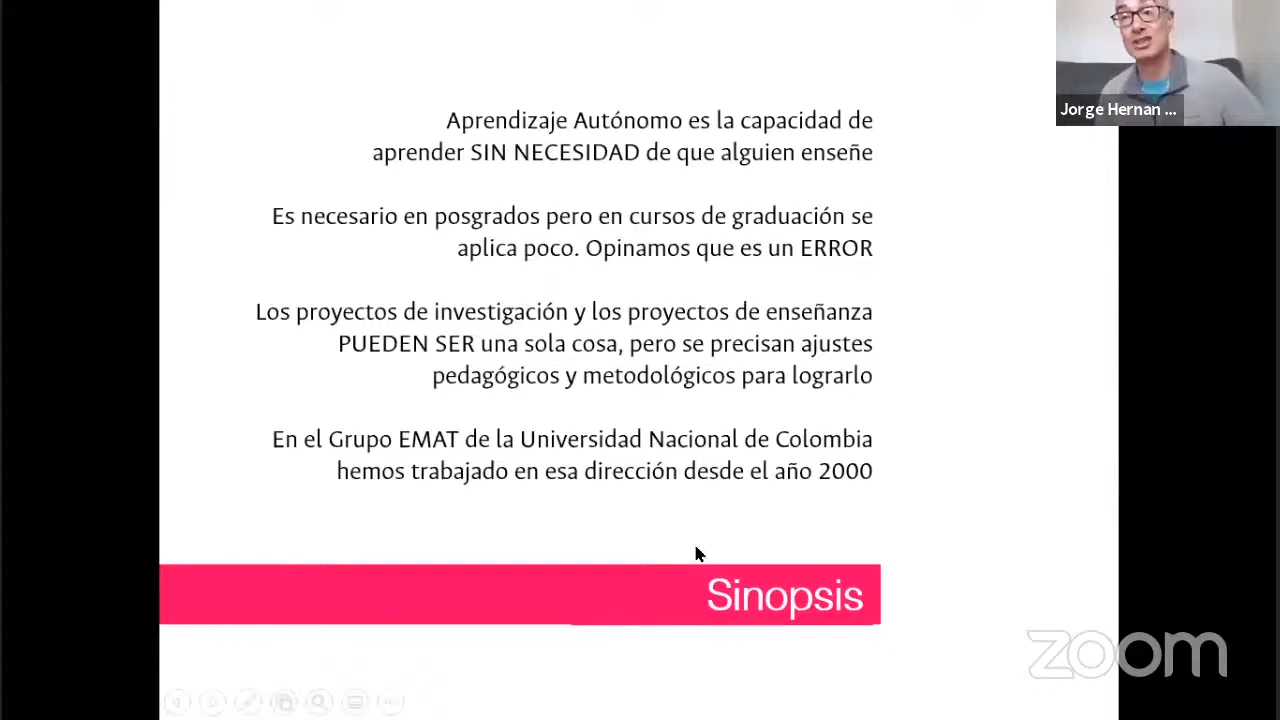 Jorge Hernan ...
Aprendizaje Autónomo es la capacidad de
aprender SIN NECESIDAD de que alguien enseñe
Es necesario en posgrados pero en cursos de graduación se
aplica poco. Opinamos que es un ERROR
Los proyectos de investigación y los proyectos de enseñanza
PUEDEN SER una sola cosa, pero se precisan ajustes
pedagógicos y metodológicos para lograrlo
En el Grupo EMAT de la Universidad Nacional de Colombia
hemos trabajado en esa dirección desde el año 2000
Sinopsis
zoom